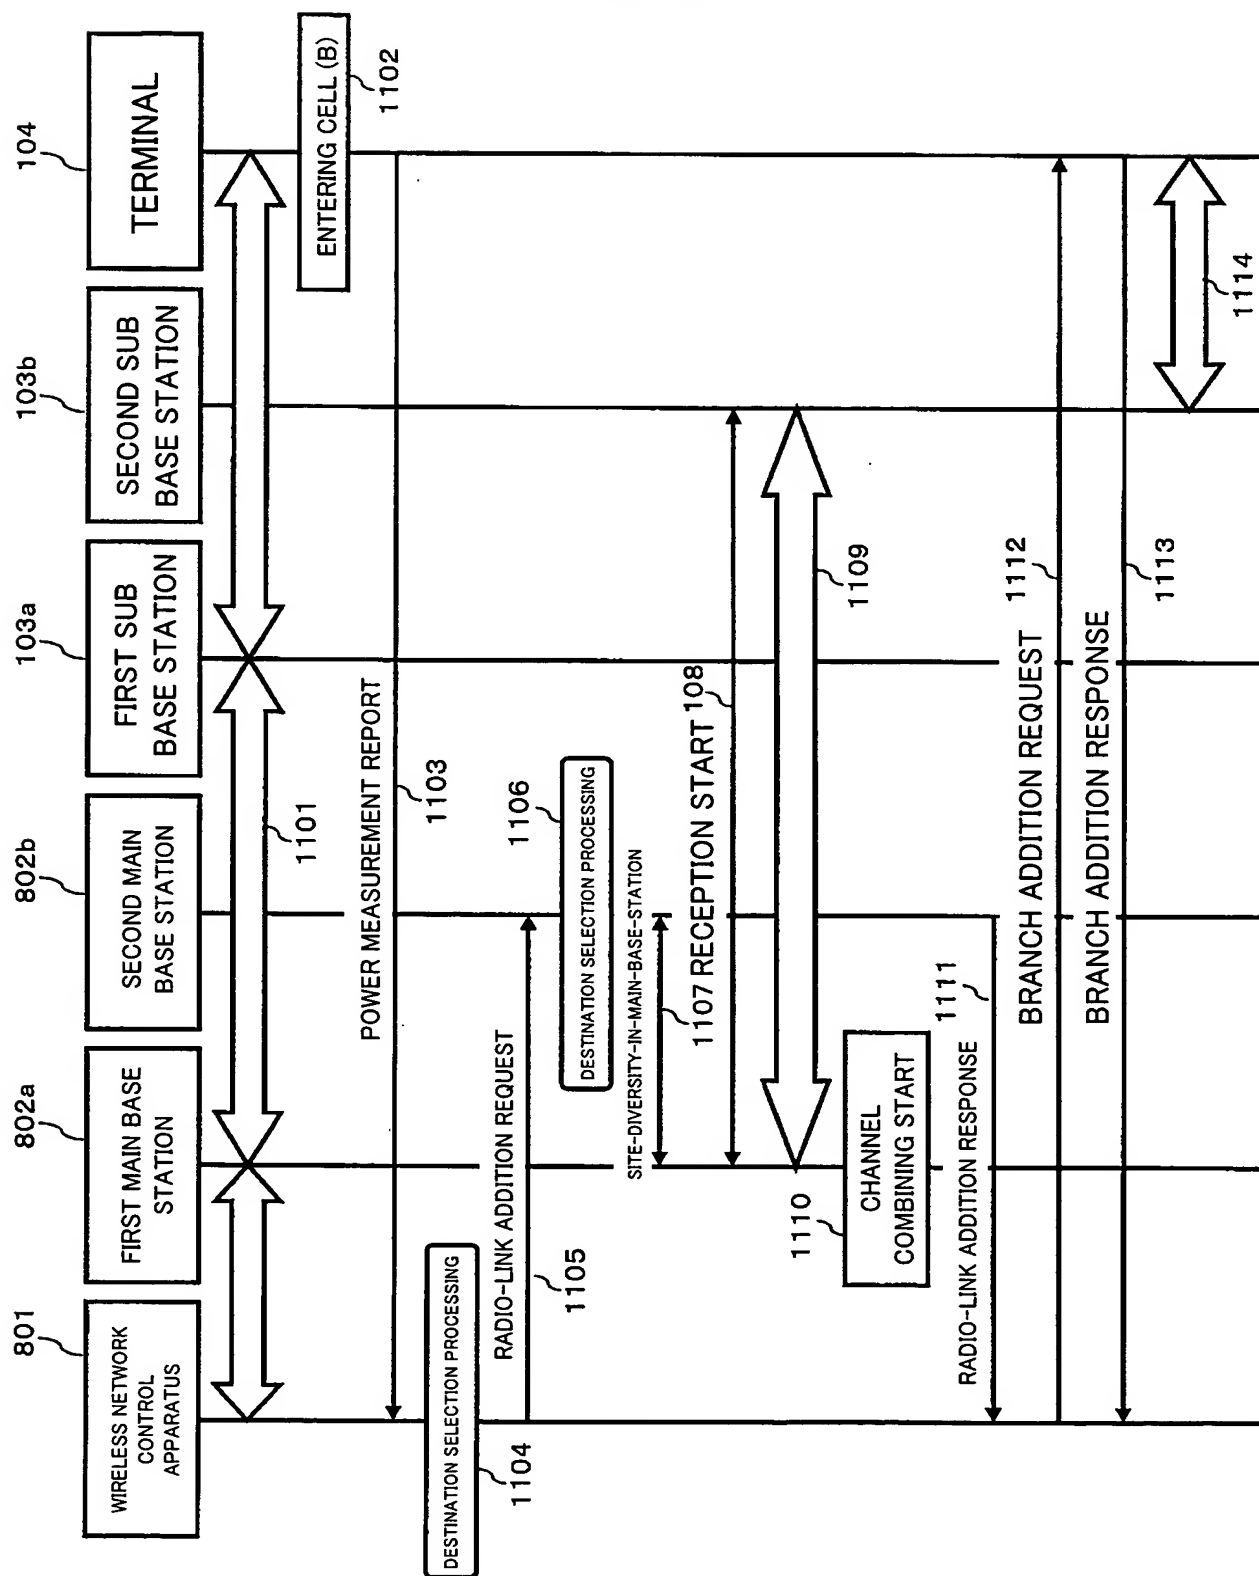 801
WIRELESS NETWORK
CONTROL
APPARATUS
802a
FIRST MAIN BASE
STATION
802b
SECOND MAIN
BASE STATION
103a
FIRST SUB
BASE STATION
103b
SECOND SUB
BASE STATION
104
TERMINAL
1101
ENTERING CELL (B)
1102
POWER MEASUREMENT REPORT
1103
DESTINATION SELECTION PROCESSING
1104
RADIO-LINK ADDITION REQUEST
1105
DESTINATION SELECTION PROCESSING
1106
SITE-DIVERSITY-IN-MAIN-BASE-STATION
1107
RECEPTION START
108
1109
1110
CHANNEL
COMBINING START
RADIO-LINK ADDITION RESPONSE
1111
BRANCH ADDITION REQUEST
1112
BRANCH ADDITION RESPONSE
1113
1114